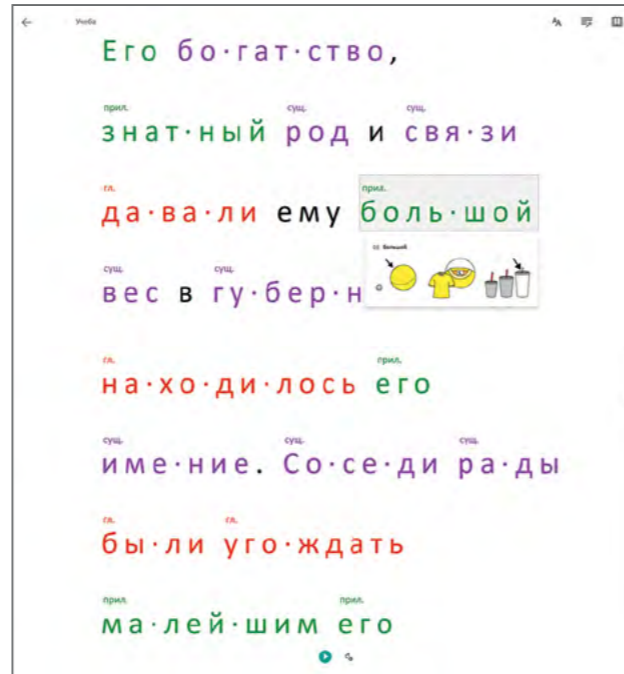 Учеба
Его бо·гат·ство,
прил. сущ. сущ.
знат·ный род и свя·зи
гл. прил.
да·ва·ли ему боль·шой
большой
сущ. сущ.
вес в гу·бер·н
гл. прил.
на·хо·ди·лось его
сущ. сущ. сущ.
име·ние. Со·се·ди ра·ды
гл. гл.
бы·ли уго·ждать
прил. прил.
ма·лей·шим его